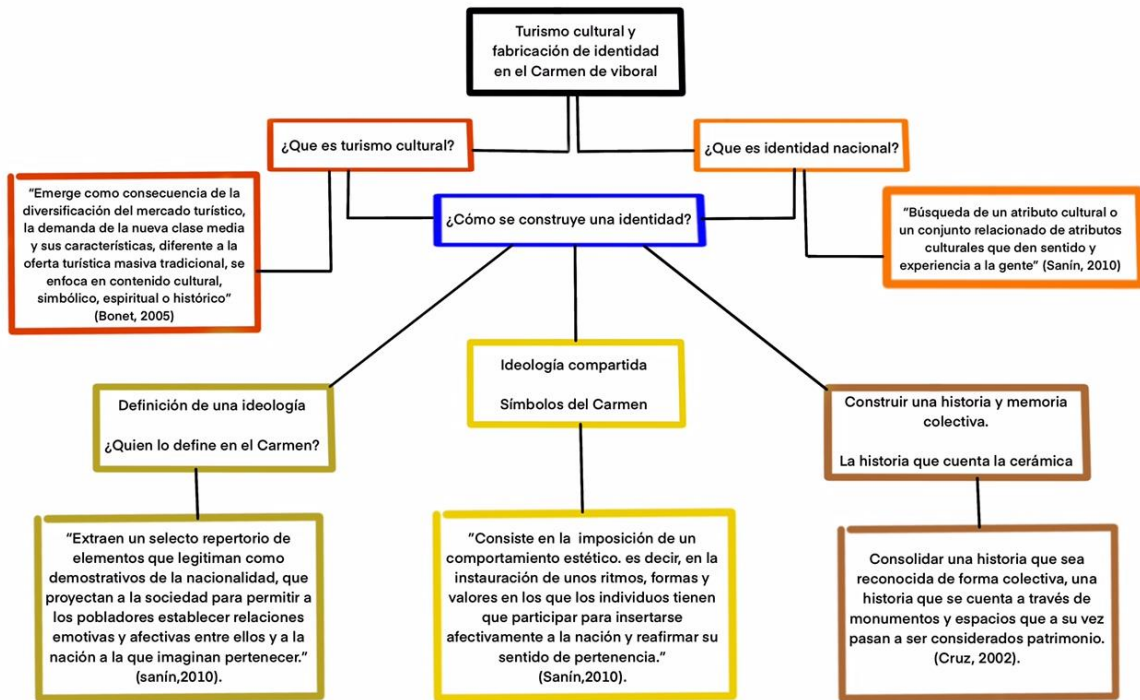 Turismo cultural y
fabricación de identidad
en el Carmen de viboral
¿Que es turismo cultural?
¿Que es identidad nacional?
"Emerge como consecuencia de la
diversificación del mercado turístico,
la demanda de la nueva clase media
y sus características, diferente a la
oferta turística masiva tradicional, se
enfoca en contenido cultural,
simbólico, espiritual o histórico"
(Bonet, 2005)
¿Cómo se construye una identidad?
"Búsqueda de un atributo cultural o
un conjunto relacionado de atributos
culturales que den sentido y
experiencia a la gente" (Sanín, 2010)
Definición de una ideología
¿Quien lo define en el Carmen?
Ideología compartida
Símbolos del Carmen
Construir una historia y memoria
colectiva.
La historia que cuenta la cerámica
"Extraen un selecto repertorio de
elementos que legitiman como
demostrativos de la nacionalidad, que
proyectan a la sociedad para permitir a
los pobladores establecer relaciones
emotivas y afectivas entre ellos y a la
nación a la que imaginan pertenecer."
(sanín,2010).
"Consiste en la imposición de un
comportamiento estético. es decir, en la
instauración de unos ritmos, formas y
valores en los que los individuos tienen
que participar para insertarse
afectivamente a la nación y reafirmar su
sentido de pertenencia."
(Sanín,2010).
Consolidar una historia que sea
reconocida de forma colectiva, una
historia que se cuenta a través de
monumentos y espacios que a su vez
pasan a ser considerados patrimonio.
(Cruz, 2002).